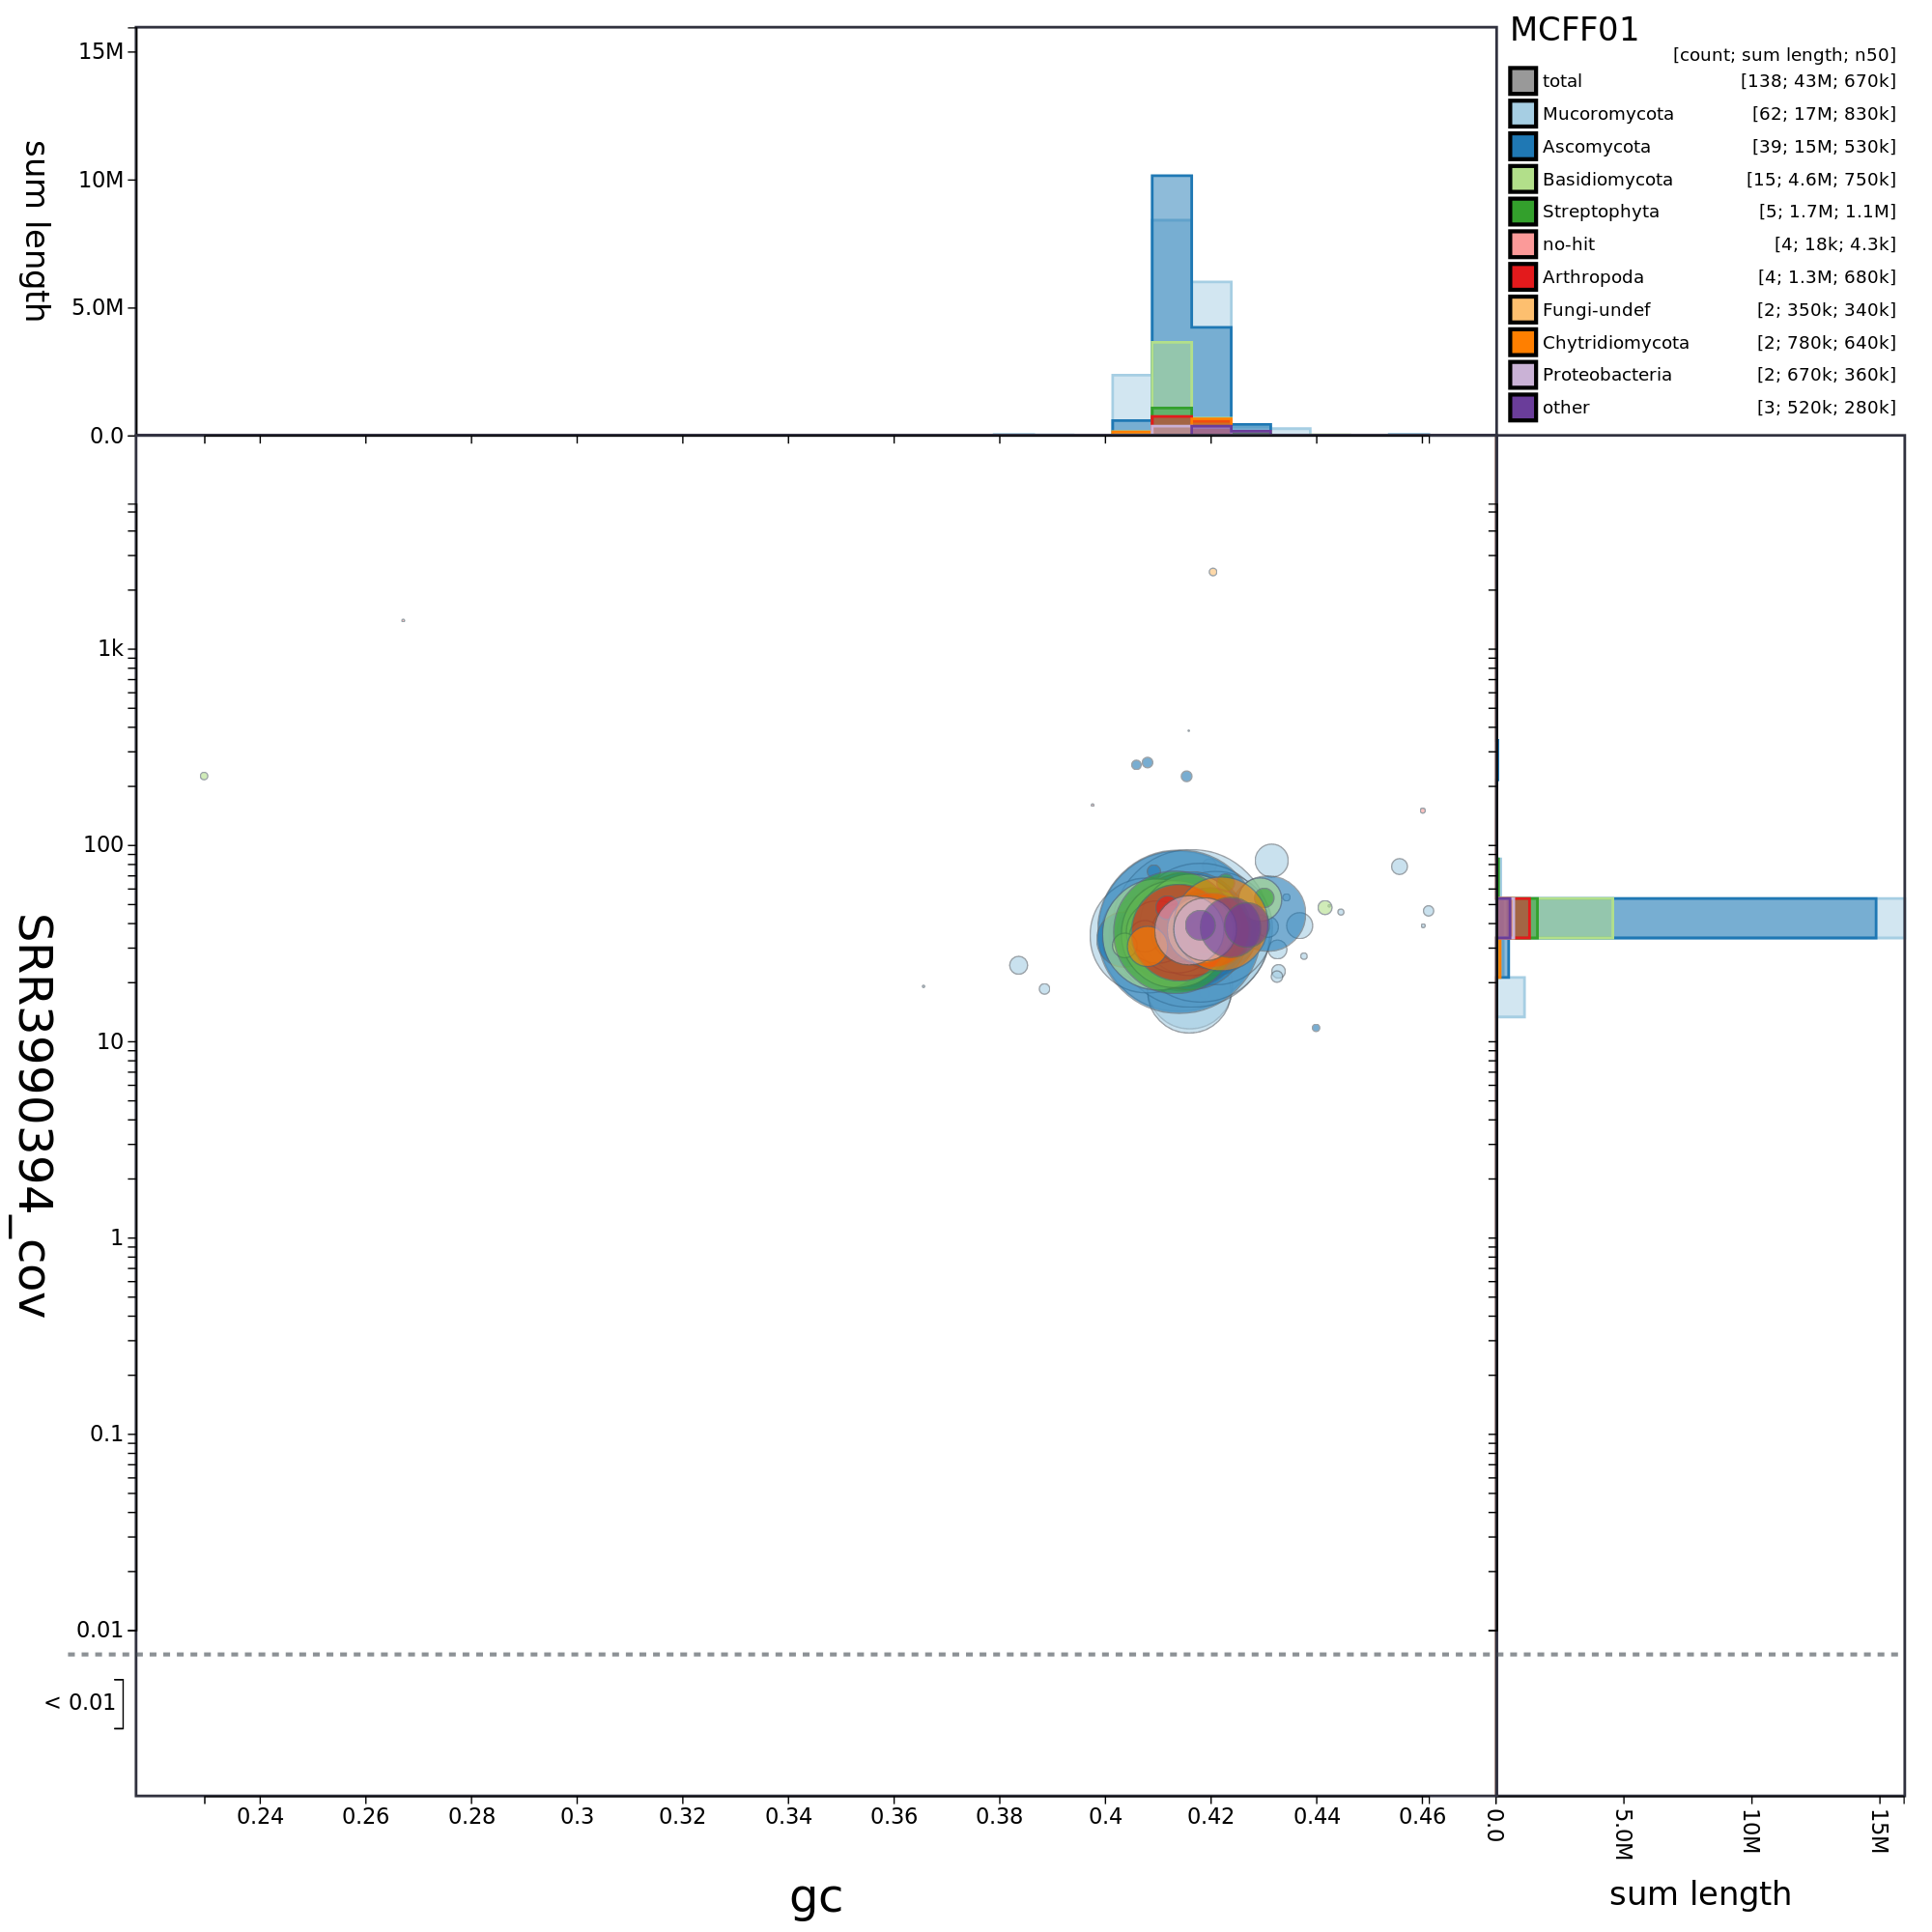 MCFF01
[count; sum length; n50]
total [138; 43M; 670k]
Mucoromycota [62; 17M; 830k]
Ascomycota [39; 15M; 530k]
Basidiomycota [15; 4.6M; 750k]
Streptophyta [5; 1.7M; 1.1M]
no-hit [4; 18k; 4.3k]
Arthropoda [4; 1.3M; 680k]
Fungi-undef [2; 350k; 340k]
Chytridiomycota [2; 780k; 640k]
Proteobacteria [2; 670k; 360k]
other [3; 520k; 280k]
sum length
15M
10M
5.0M
0.0
SRR3990394_cov
1k
100
10
1
0.1
0.01
< 0.01
0.24 0.26 0.28 0.3 0.32 0.34 0.36 0.38 0.4 0.42 0.44 0.46
gc
0.0 5.0M 10M 15M
sum length